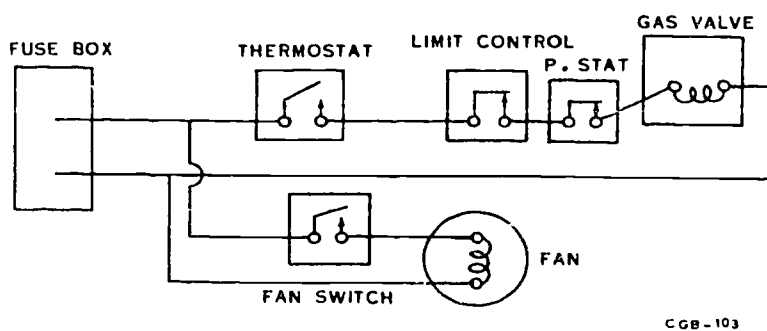 GAS VALVE
LIMIT CONTROL
THERMOSTAT
FUSE BOX
P. STAT
FAN
FAN SWITCH
CGB-103